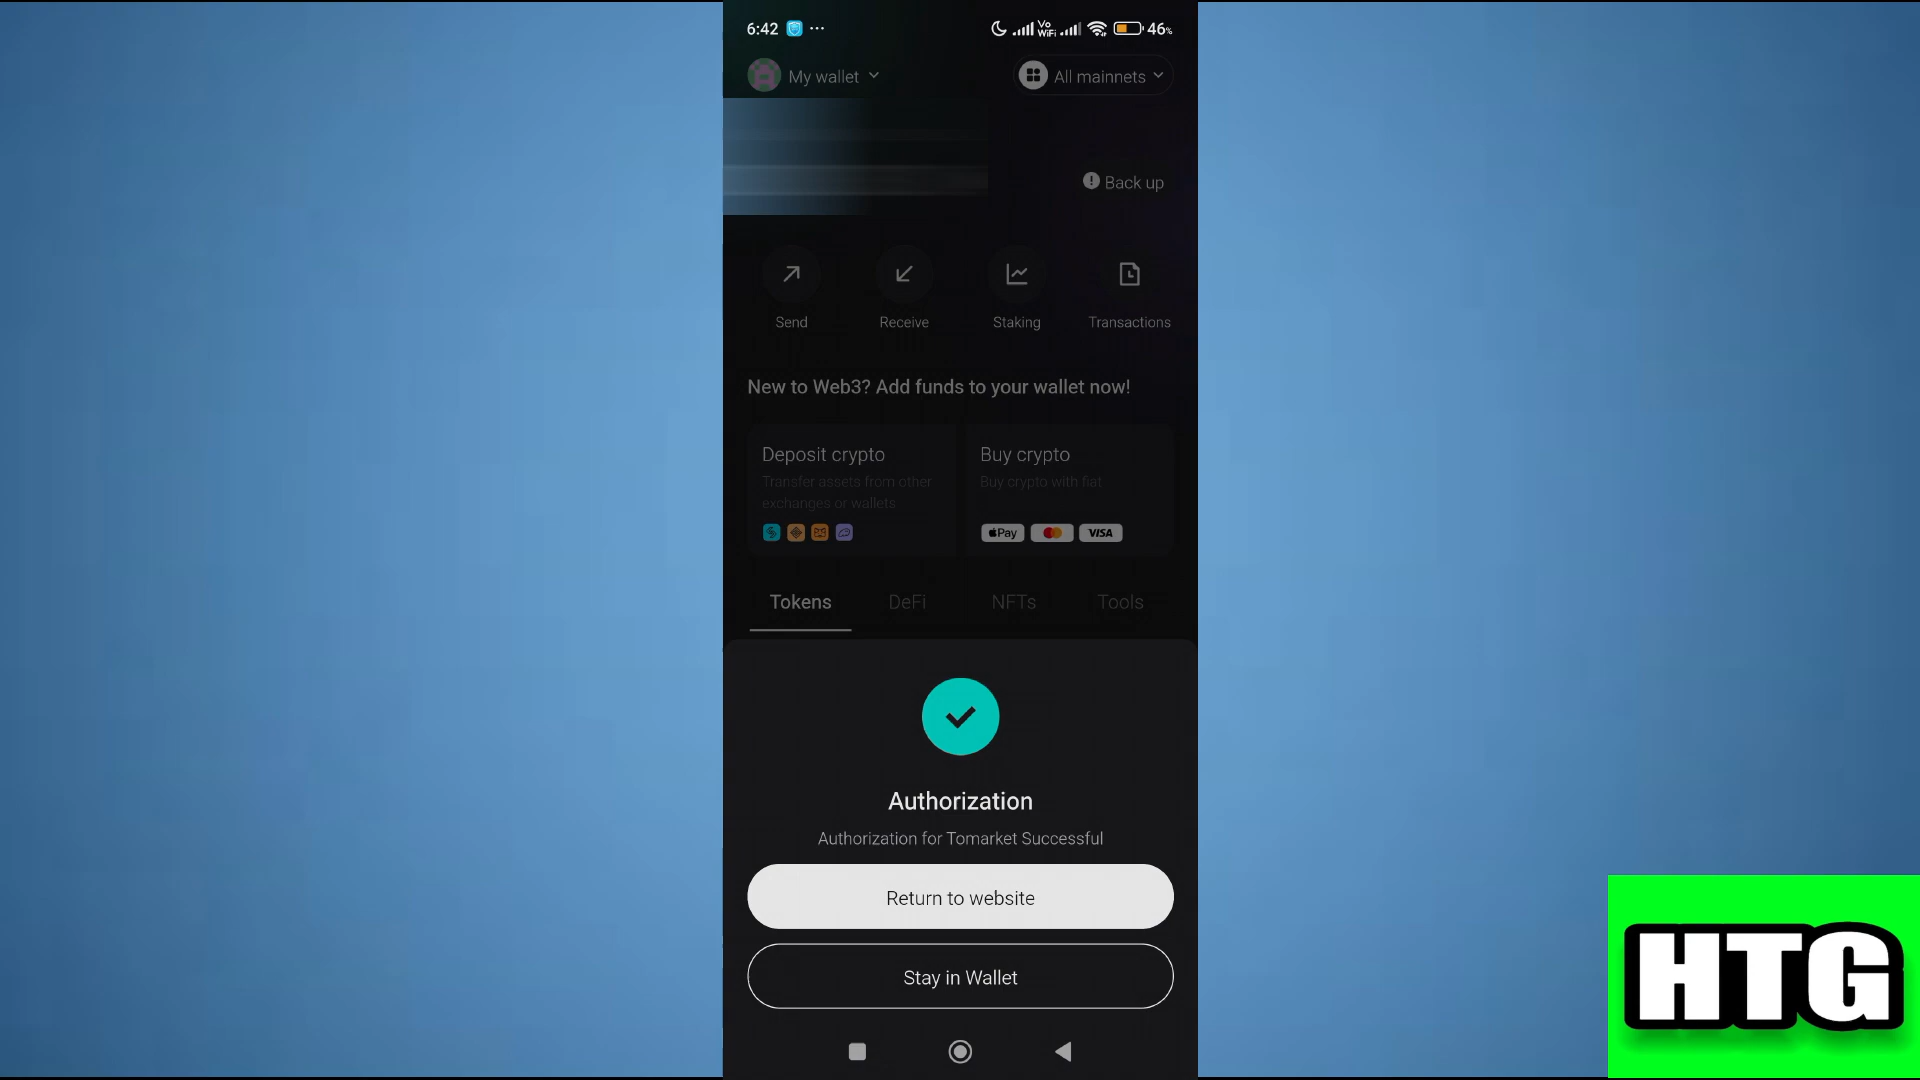 6:42
Vo
WiFi
46%
My wallet
All mainnets
Back up
Send
Receive
Staking
Transactions
New to Web3? Add funds to your wallet now!
Deposit crypto
Buy crypto
Transfer assets from other
exchanges or wallets
Buy crypto with fiat
Pay
VISA
Tokens
DeFi
NFTs
Tools
Authorization
Authorization for Tomarket Successful
Return to website
Stay in Wallet
HTG